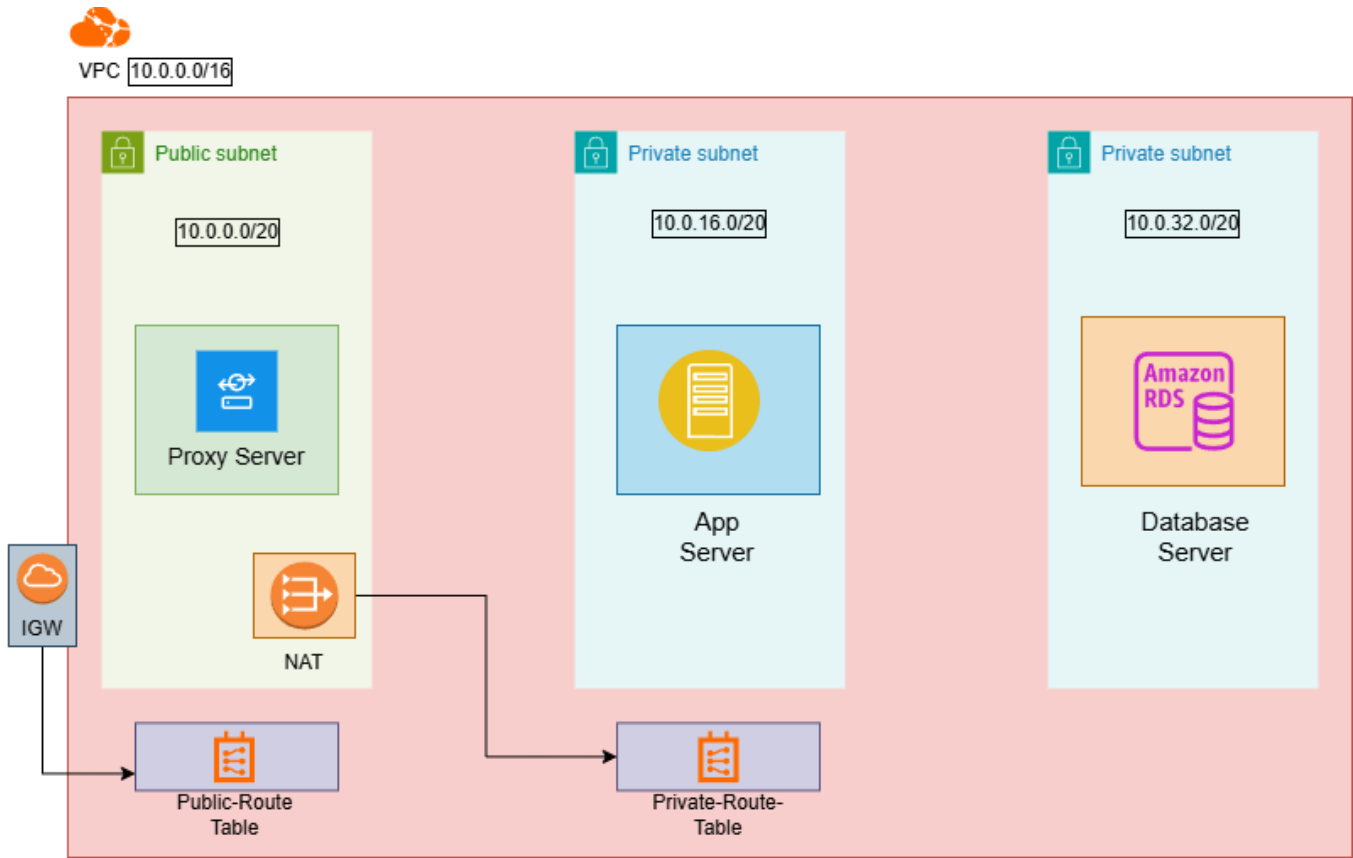 VPC 10.0.0.0/16
Public subnet
10.0.0.0/20
Proxy Server
NAT
IGW
Private subnet
10.0.16.0/20
App
Server
Private subnet
10.0.32.0/20
Amazon
RDS
Database
Server
Public-Route
Table
Private-Route-
Table